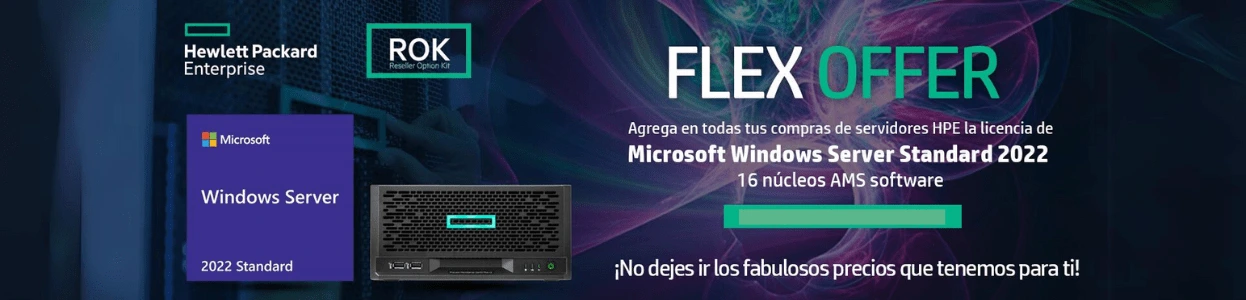 Hewlett Packard
Enterprise
ROK
Reseller Option Kit
Microsoft
Windows Server
2022 Standard
FLEX OFFER
Agrega en todas tus compras de servidores HPE la licencia de
Microsoft Windows Server Standard 2022
16 núcleos AMS software
¡No dejes ir los fabulosos precios que tenemos para ti!